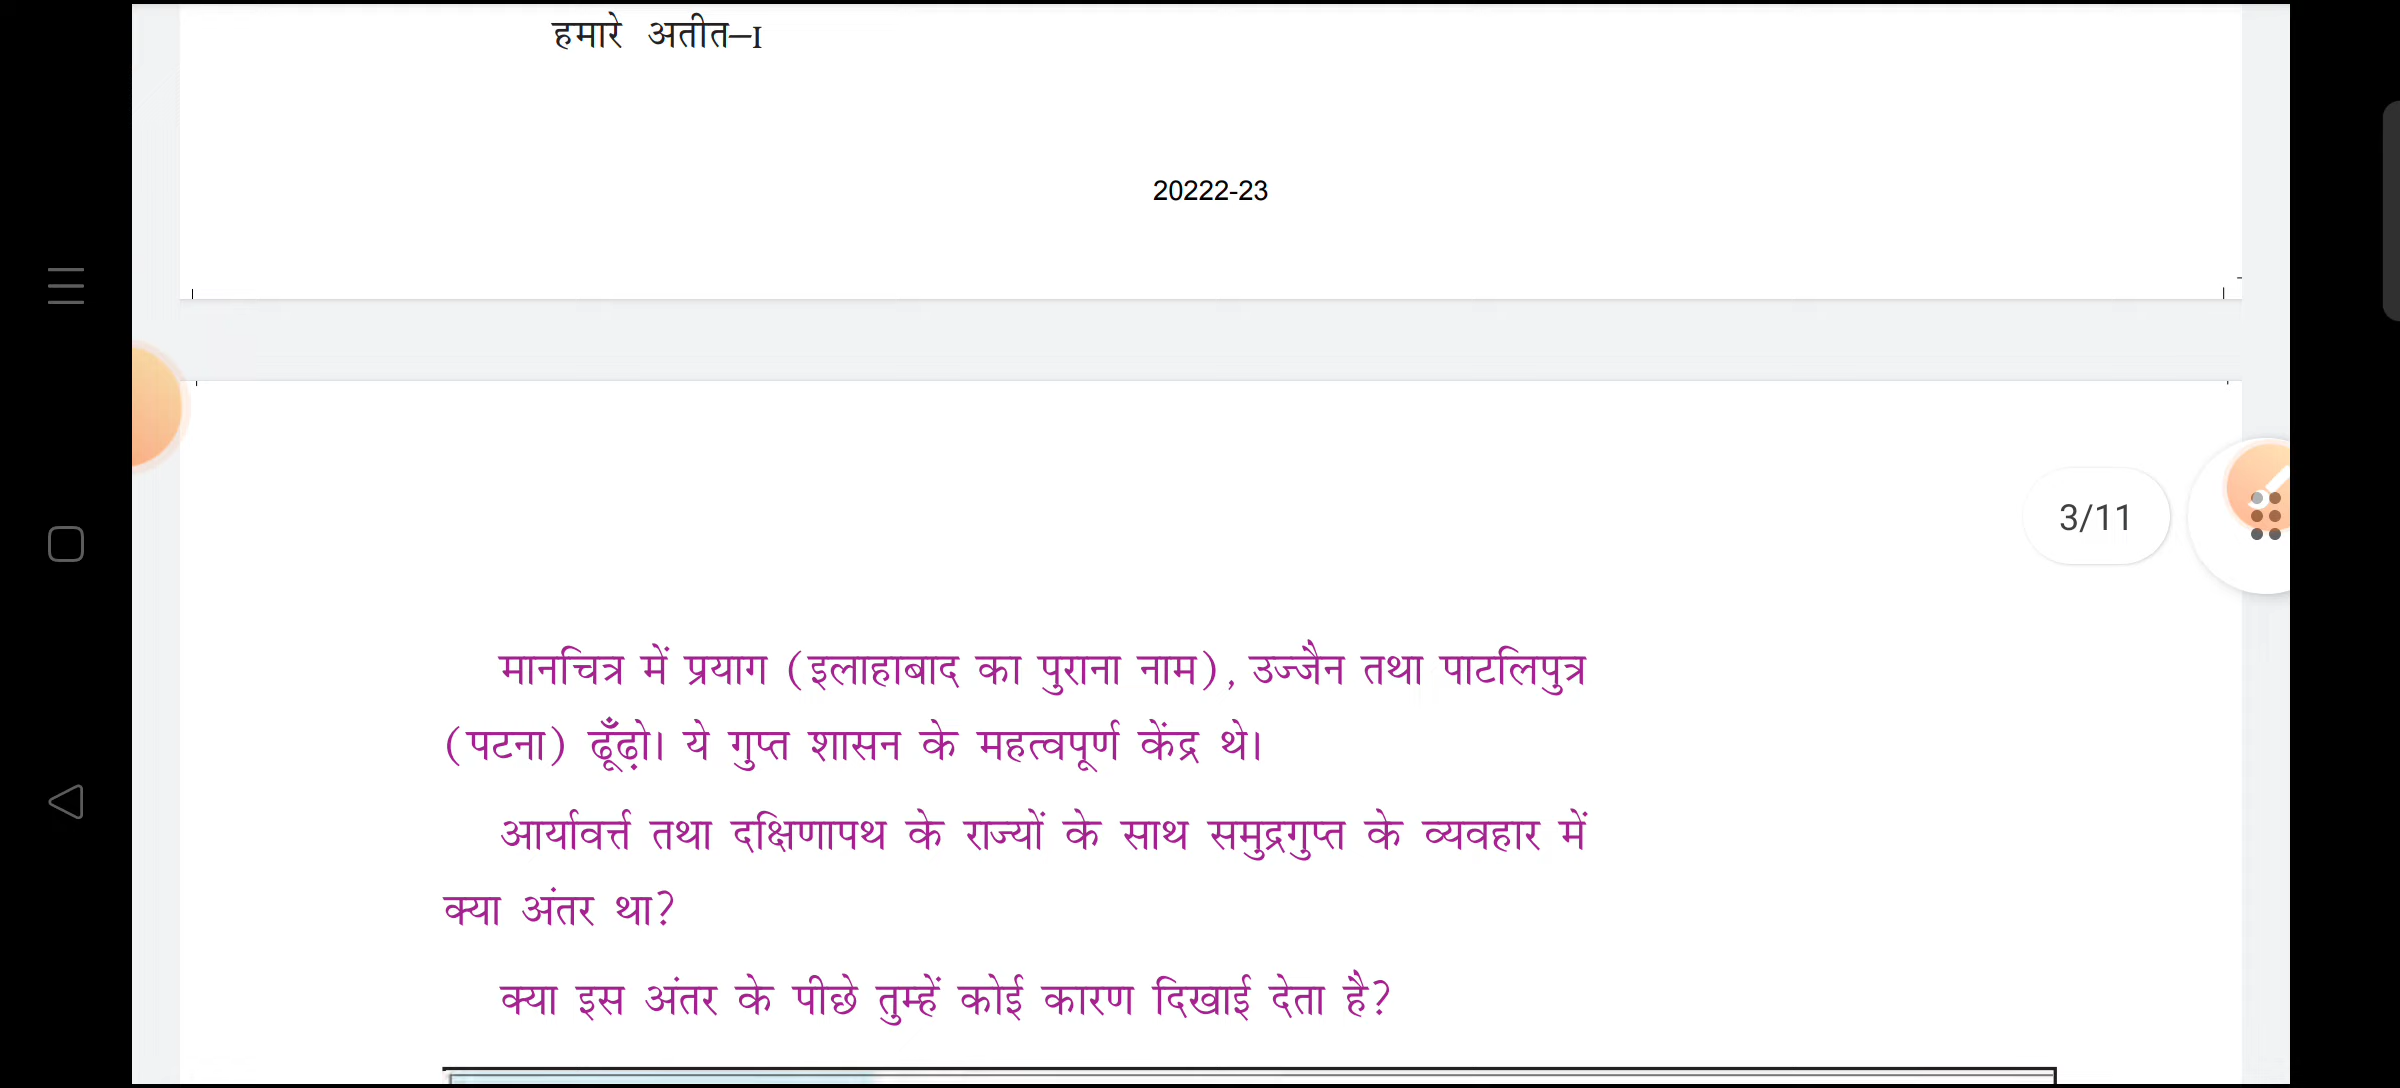 हमारे अतीत–I
20222-23
3/11
मानचित्र में प्रयाग (इलाहाबाद का पुराना नाम), उज्जैन तथा पाटलिपुत्र
(पटना) ढूँढ़ो। ये गुप्त शासन के महत्वपूर्ण केंद्र थे।
आर्यावर्त्त तथा दक्षिणापथ के राज्यों के साथ समुद्रगुप्त के व्यवहार में
क्या अंतर था?
क्या इस अंतर के पीछे तुम्हें कोई कारण दिखाई देता है?